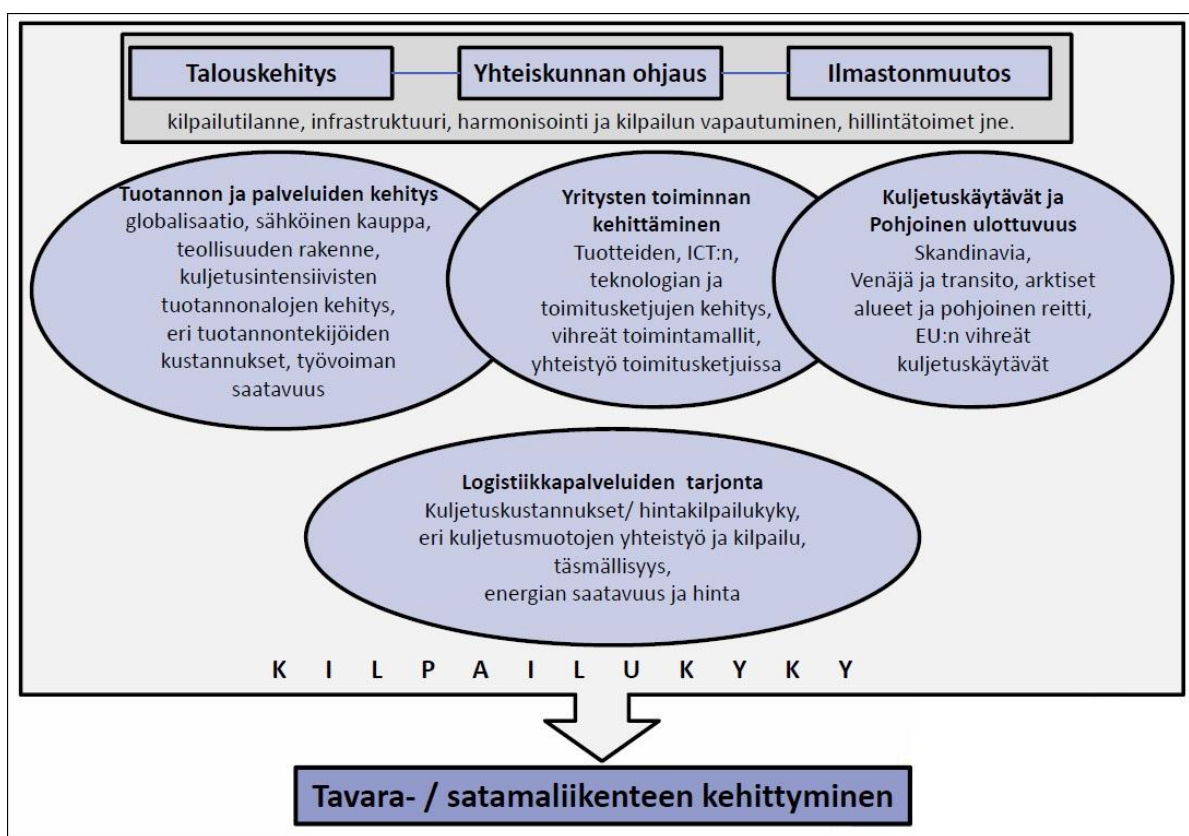 Talouskehitys
Yhteiskunnan ohjaus
Ilmastonmuutos
kilpailutilanne, infrastruktuuri, harmonisointi ja kilpailun vapautuminen, hillintätoimet jne.
Tuotannon ja palveluiden kehitys
globalisaatio, sähköinen kauppa,
teollisuuden rakenne,
kuljetusintensiivisten
tuotannonalojen kehitys,
eri tuotannontekijöiden
kustannukset, työvoiman
saatavuus
Yritysten toiminnan
kehittäminen
Tuotteiden, ICT:n,
teknologian ja
toimitusketjujen kehitys,
vihreät toimintamallit,
yhteistyö toimitusketjuissa
Kuljetuskäytävät ja
Pohjoinen ulottuvuus
Skandinavia,
Venäjä ja transito, arktiset
alueet ja pohjoinen reitti,
EU:n vihreät
kuljetuskäytävät
Logistiikkapalveluiden tarjonta
Kuljetuskustannukset/ hintakilpailukyky,
eri kuljetusmuotojen yhteistyö ja kilpailu,
täsmällisyys,
energian saatavuus ja hinta
K I L P A I L U K Y K Y
Tavara- / satamaliikenteen kehittyminen